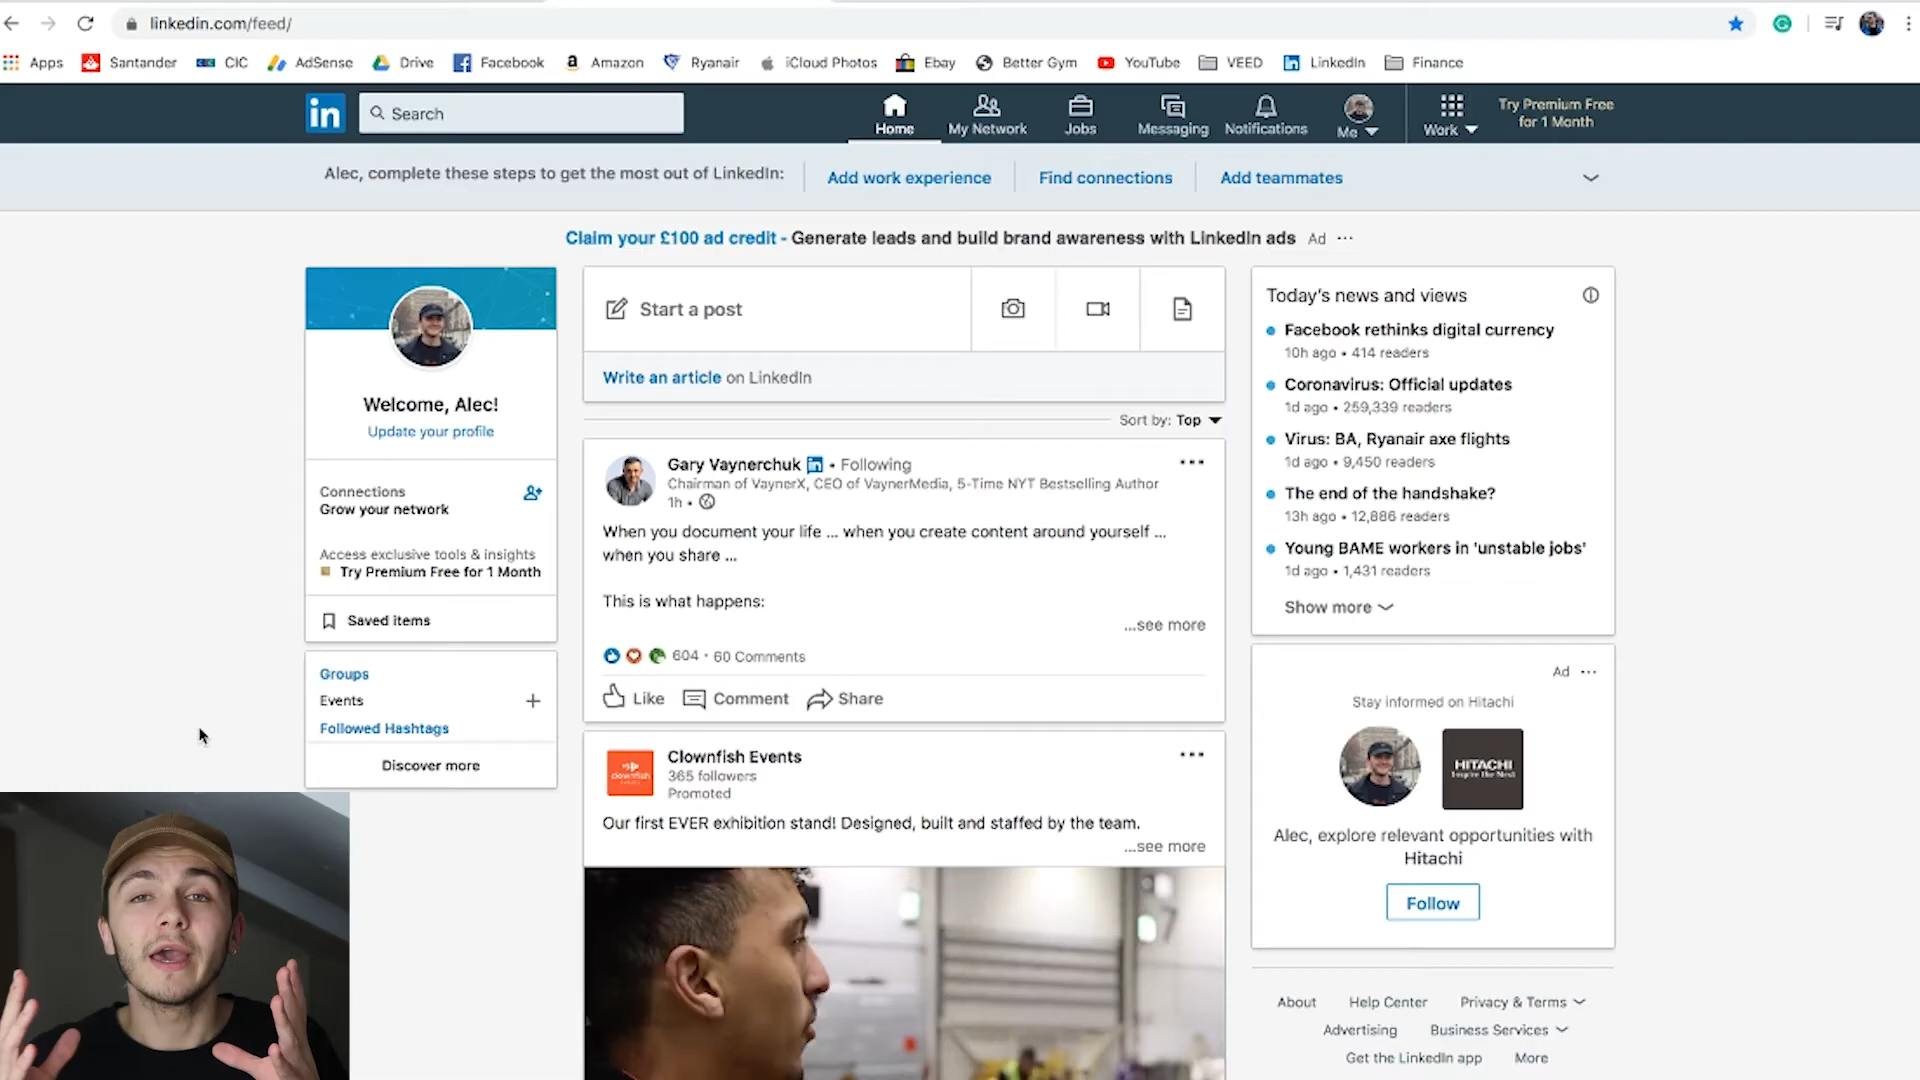 linkedin.com/feed/
Apps Santander CIC AdSense Drive Facebook Amazon Ryanair iCloud Photos Ebay Better Gym YouTube VEED LinkedIn Finance
in Search Home My Network Jobs Messaging Notifications Me Work Try Premium Free
for 1 Month
Alec, complete these steps to get the most out of LinkedIn: Add work experience Find connections Add teammates
Claim your £100 ad credit - Generate leads and build brand awareness with LinkedIn ads Ad ...
Welcome, Alec!
Update your profile
Connections
Grow your network
Access exclusive tools & insights
Try Premium Free for 1 Month
Saved items
Groups
Events +
Followed Hashtags
Discover more
Start a post
Write an article on LinkedIn
Sort by: Top
Gary Vaynerchuk in • Following
Chairman of VaynerX, CEO of VaynerMedia, 5-Time NYT Bestselling Author
1h •
When you document your life ... when you create content around yourself ...
when you share ...
This is what happens:
...see more
604 · 60 Comments
Like Comment Share
clownfish
Clownfish Events
365 followers
Promoted
Our first EVER exhibition stand! Designed, built and staffed by the team.
...see more
Today's news and views
Facebook rethinks digital currency
10h ago • 414 readers
Coronavirus: Official updates
1d ago • 259,339 readers
Virus: BA, Ryanair axe flights
1d ago • 9,450 readers
The end of the handshake?
13h ago • 12,886 readers
Young BAME workers in 'unstable jobs'
1d ago • 1,431 readers
Show more
Ad ...
Stay informed on Hitachi
HITACHI
Inspire the Next
Alec, explore relevant opportunities with
Hitachi
Follow
About Help Center Privacy & Terms
Advertising Business Services
Get the LinkedIn app More